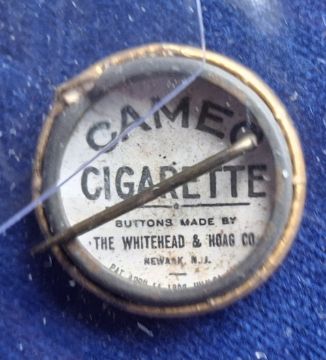 CAMEO
CIGARETTE
BUTTONS MADE BY
THE WHITEHEAD & HOAG CO.
NEWARK, N.J.